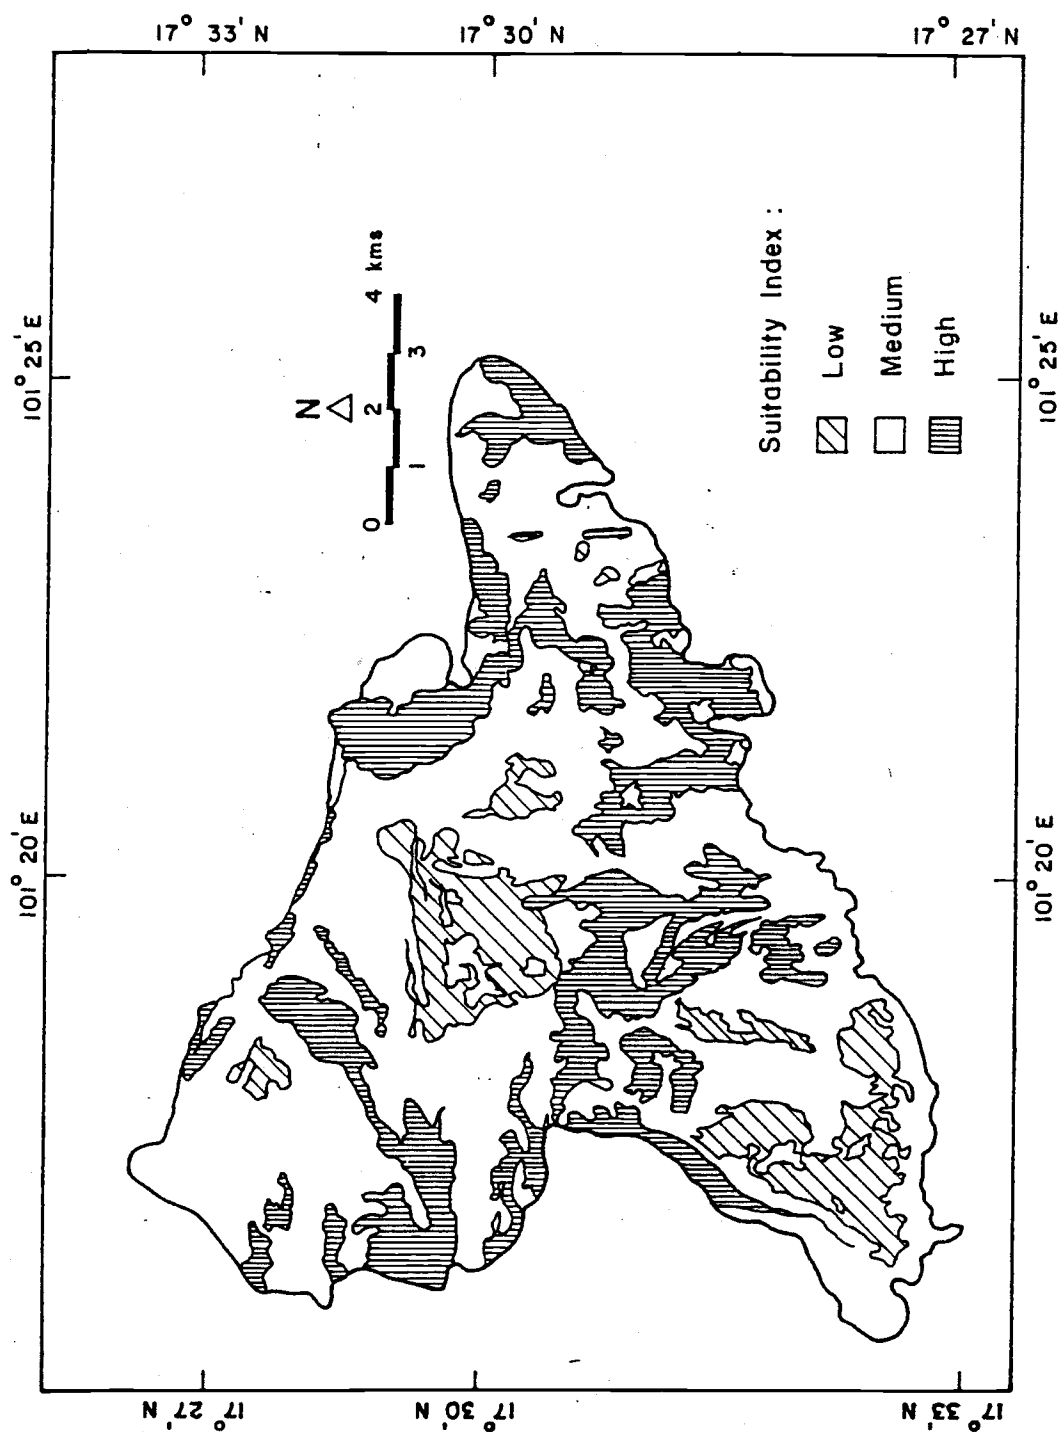 17° 33' N
17° 30' N
17° 27' N
101° 25' E
101° 20' E
N
0
1
2
3
4 kms
Suitability Index :
Low
Medium
High
101° 25' E
101° 20' E
17° 27' N
17° 30' N
17° 33' N